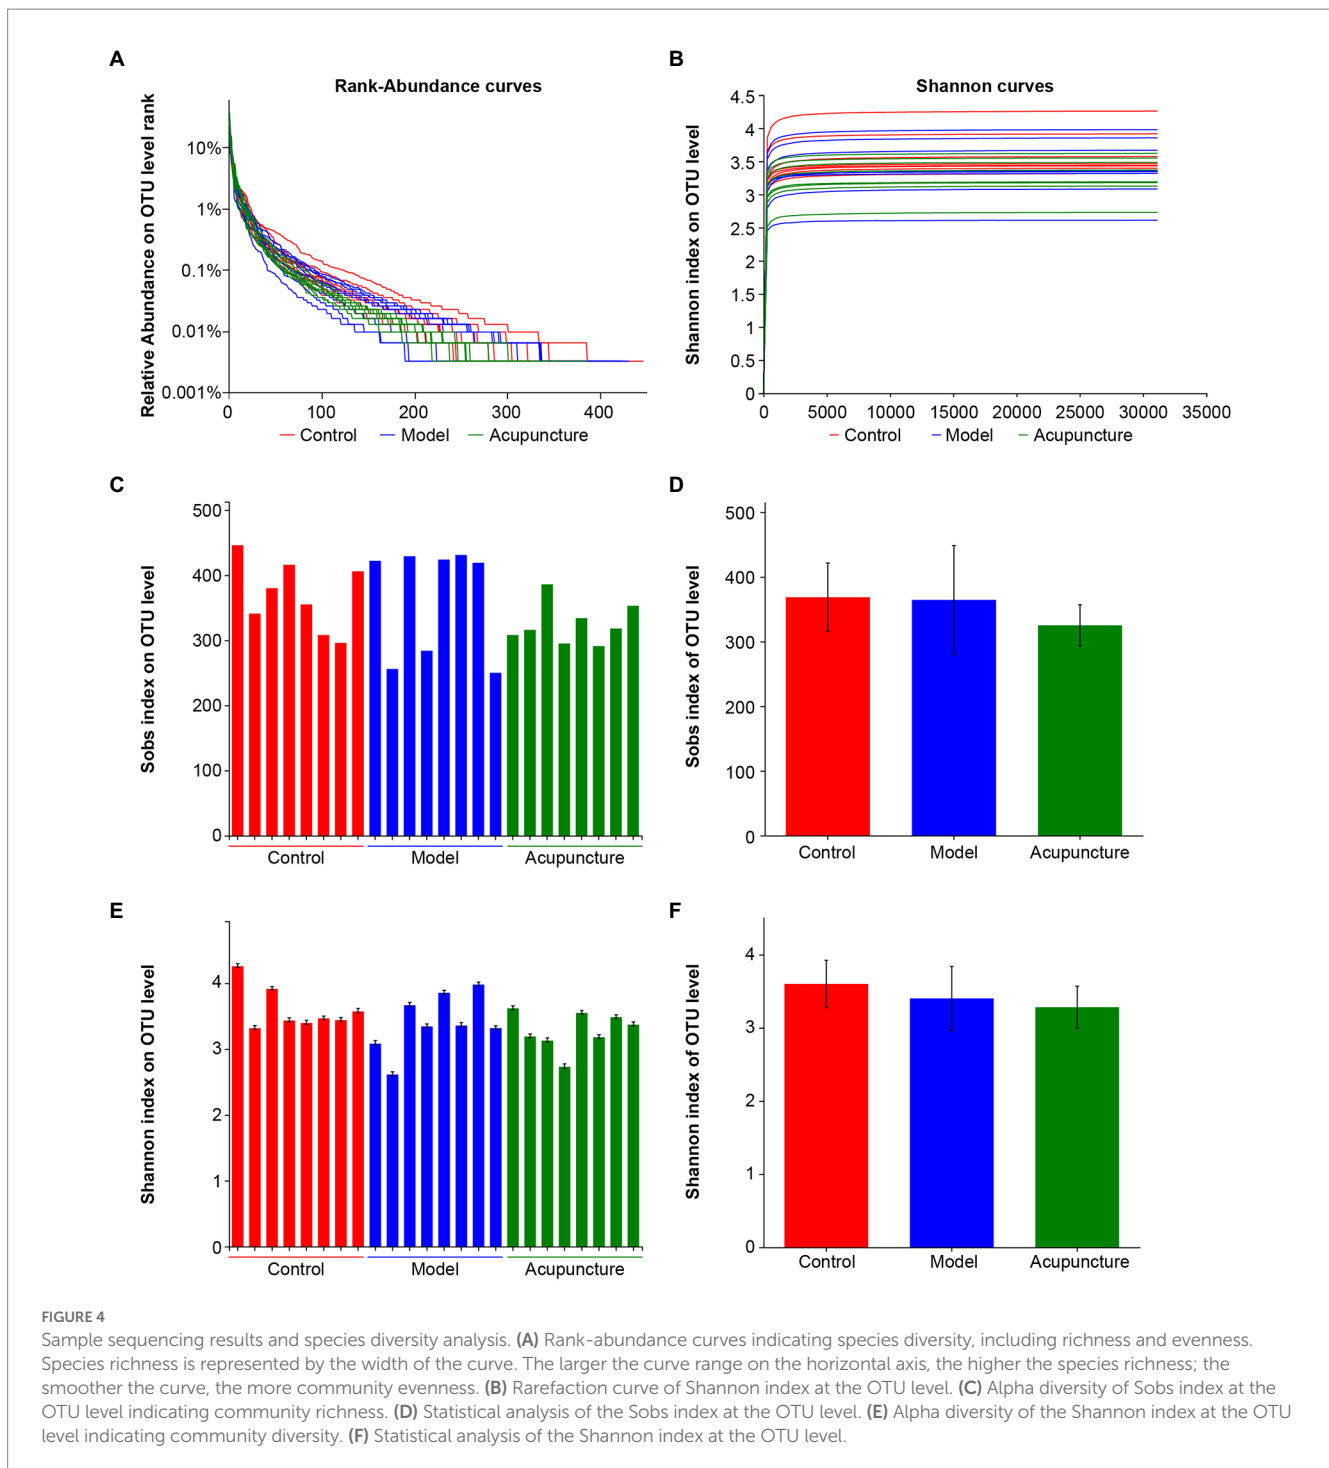 A
Rank-Abundance curves
Relative Abundance on OTU level rank
10%
1%
0.1%
0.01%
0.001%
0 100 200 300 400
Control Model Acupuncture
B
Shannon curves
Shannon index on OTU level
4.5
4
3.5
3
2.5
2
1.5
1
0.5
0
0 5000 10000 15000 20000 25000 30000 35000
Control Model Acupuncture
C
Sobs index on OTU level
500
400
300
200
100
0
Control Model Acupuncture
D
Sobs index of OTU level
500
400
300
200
100
0
Control Model Acupuncture
E
Shannon index on OTU level
4
3
2
1
0
Control Model Acupuncture
F
Shannon index of OTU level
4
3
2
1
0
Control Model Acupuncture
FIGURE 4
Sample sequencing results and species diversity analysis. (A) Rank-abundance curves indicating species diversity, including richness and evenness.
Species richness is represented by the width of the curve. The larger the curve range on the horizontal axis, the higher the species richness; the
smoother the curve, the more community evenness. (B) Rarefaction curve of Shannon index at the OTU level. (C) Alpha diversity of Sobs index at the
OTU level indicating community richness. (D) Statistical analysis of the Sobs index at the OTU level. (E) Alpha diversity of the Shannon index at the OTU
level indicating community diversity. (F) Statistical analysis of the Shannon index at the OTU level.